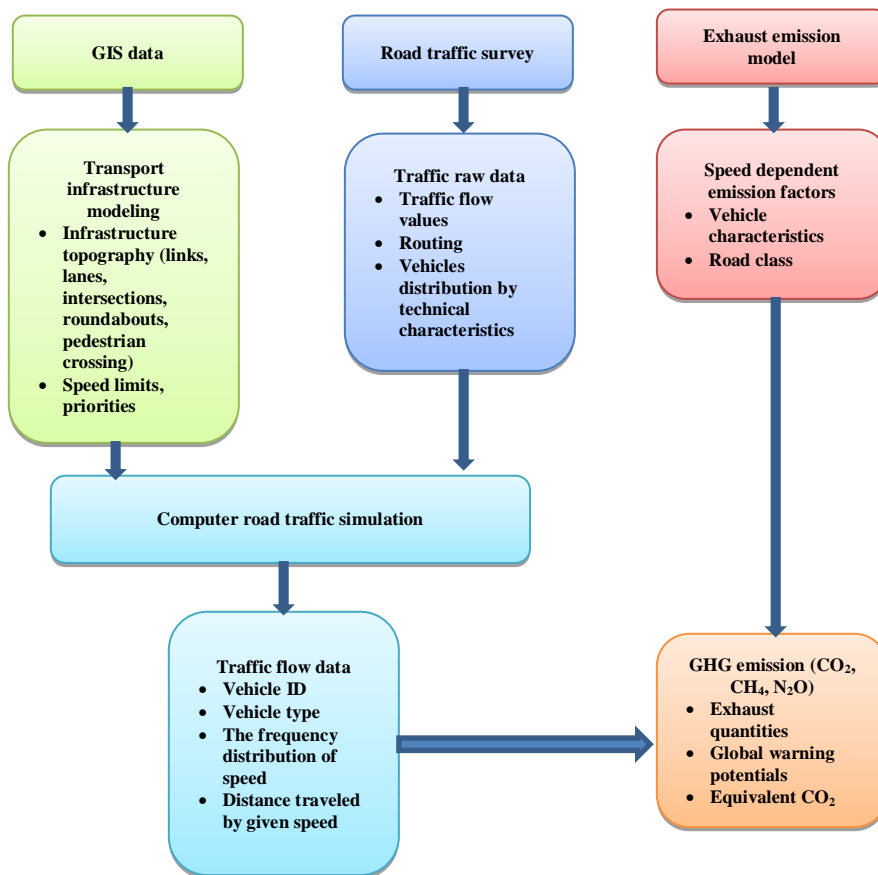 GIS data
Road traffic survey
Exhaust emission
model
Transport
infrastructure
modeling
• Infrastructure
topography (links,
lanes,
intersections,
roundabouts,
pedestrian
crossing)
• Speed limits,
priorities
Traffic raw data
• Traffic flow
values
• Routing
• Vehicles
distribution by
technical
characteristics
Speed dependent
emission factors
• Vehicle
characteristics
• Road class
Computer road traffic simulation
Traffic flow data
• Vehicle ID
• Vehicle type
• The frequency
distribution of
speed
• Distance traveled
by given speed
GHG emission (CO₂,
CH₄, N₂O)
• Exhaust
quantities
• Global warning
potentials
• Equivalent CO₂